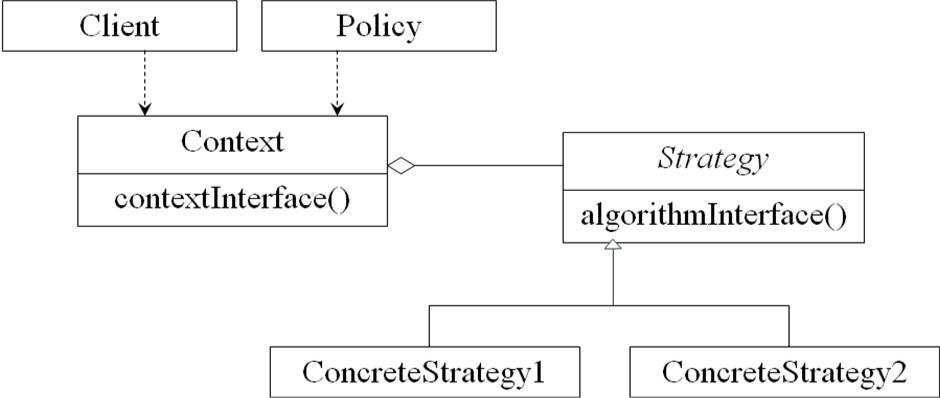 Client
Policy
Context
contextInterface()
Strategy
algorithmInterface()
ConcreteStrategy1
ConcreteStrategy2